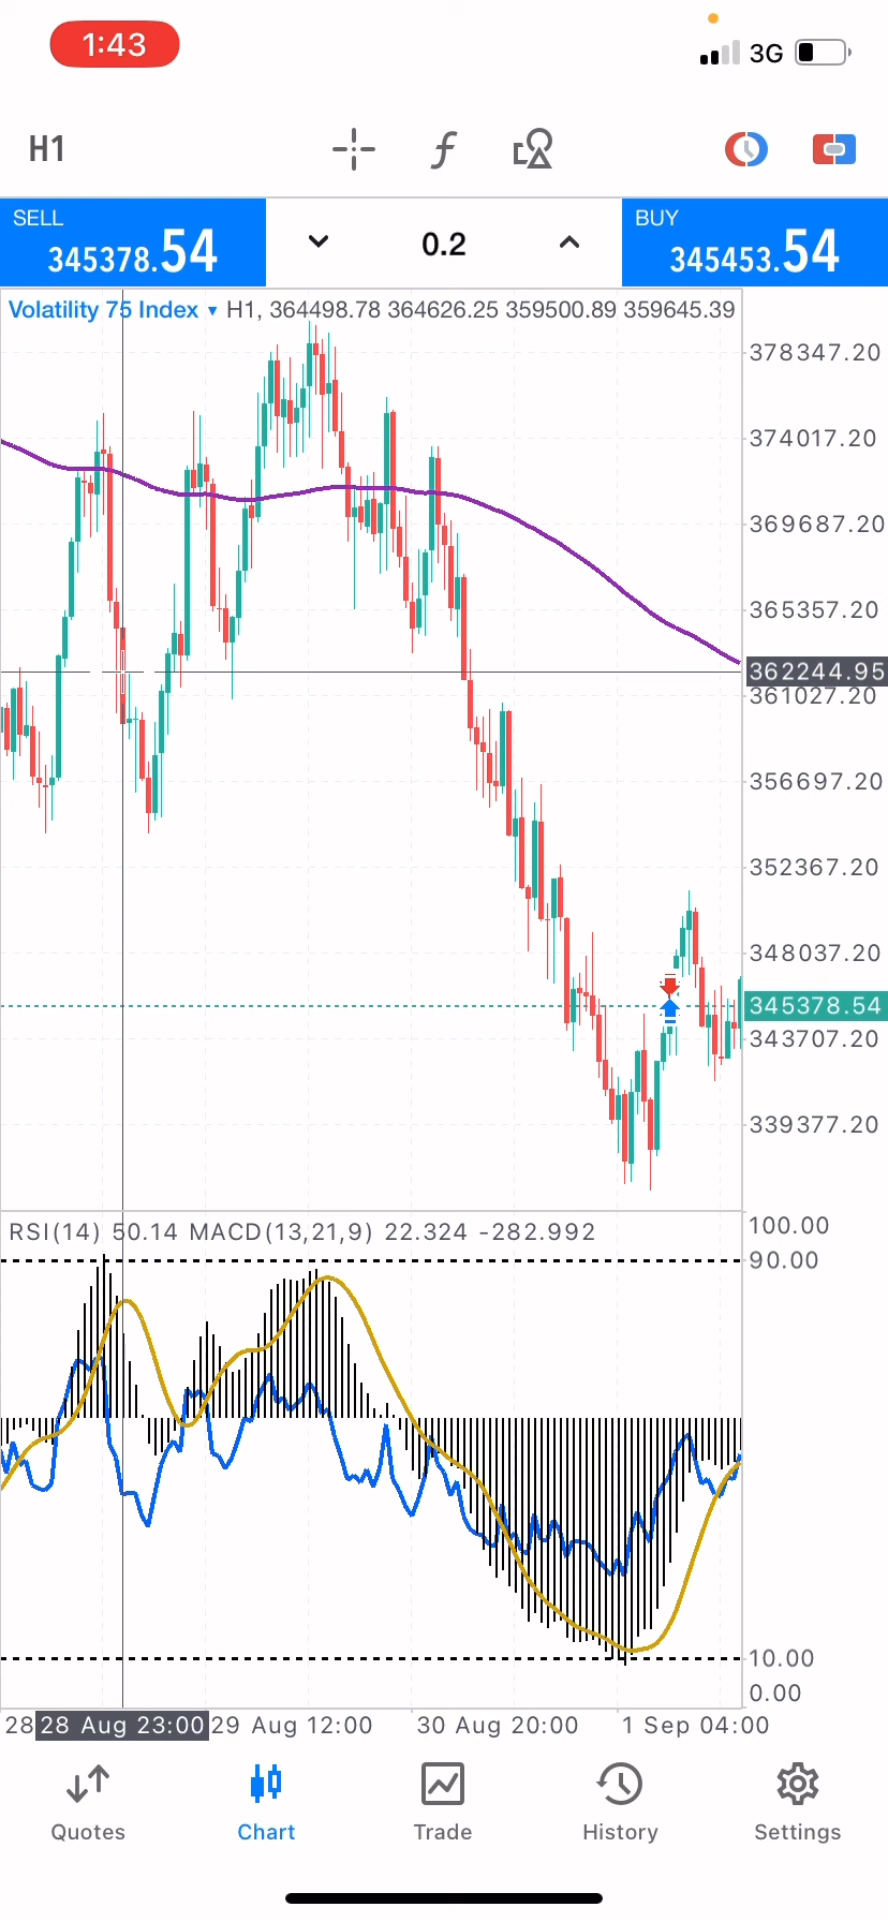 1:43
3G
H1
SELL
345378.54
0.2
BUY
345453.54
Volatility 75 Index ▾ H1, 364498.78 364626.25 359500.89 359645.39
378347.20
374017.20
369687.20
365357.20
362244.95
361027.20
356697.20
352367.20
348037.20
345378.54
343707.20
339377.20
RSI(14) 50.14 MACD(13,21,9) 22.324 -282.992
100.00
90.00
10.00
0.00
28 28 Aug 23:00 29 Aug 12:00 30 Aug 20:00 1 Sep 04:00
Quotes Chart Trade History Settings